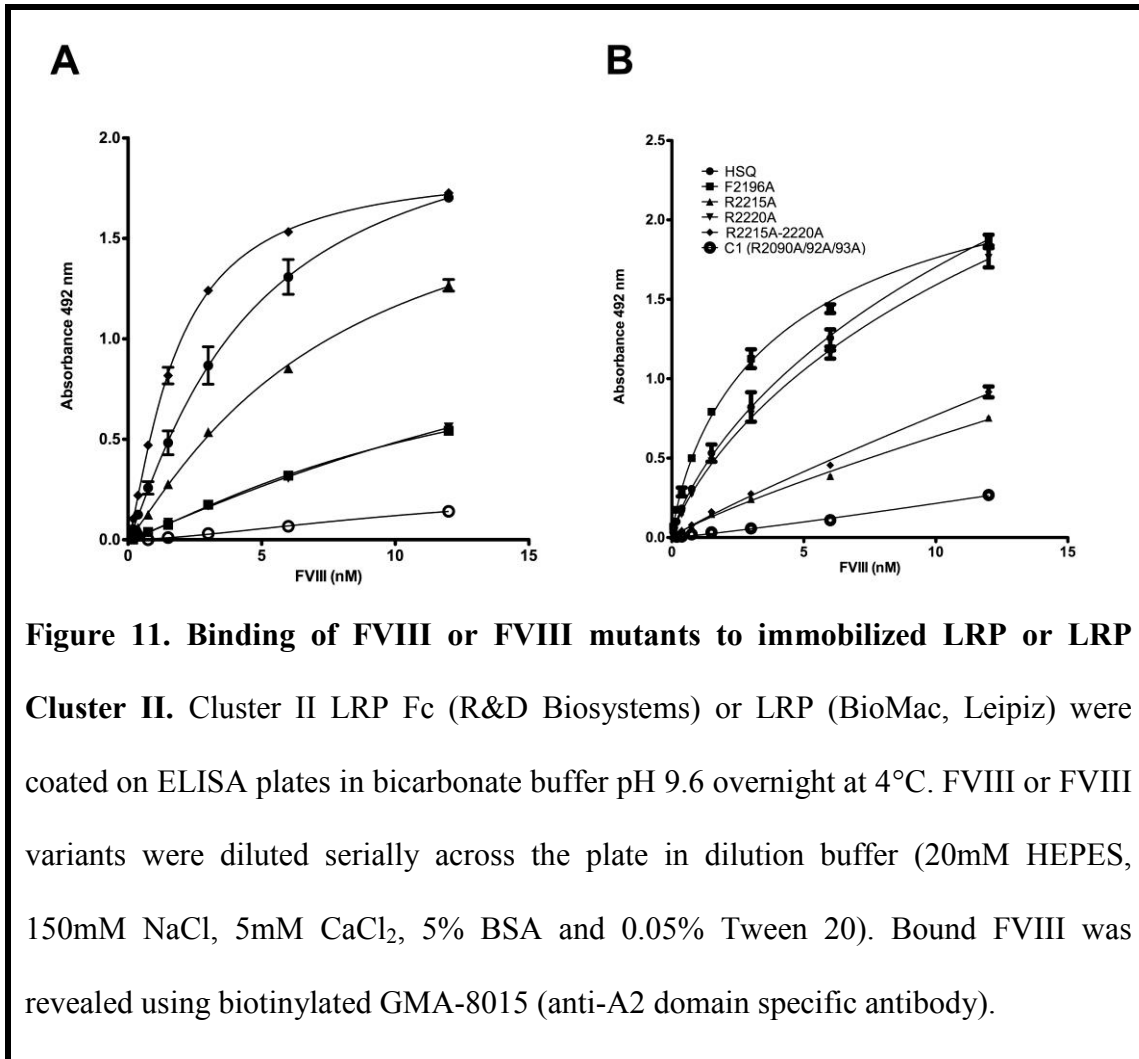 A
B
2.0
1.5
1.0
0.5
0.0
0
5
10
15
Absorbance 492 nm
FVIII (nM)
2.5
2.0
1.5
1.0
0.5
0.0
0
5
10
15
Absorbance 492 nm
FVIII (nM)
HSQ
F2196A
R2215A
R2220A
R2215A-2220A
C1 (R2090A/92A/93A)
Figure 11. Binding of FVIII or FVIII mutants to immobilized LRP or LRP
Cluster II. Cluster II LRP Fc (R&D Biosystems) or LRP (BioMac, Leipiz) were
coated on ELISA plates in bicarbonate buffer pH 9.6 overnight at 4°C. FVIII or FVIII
variants were diluted serially across the plate in dilution buffer (20mM HEPES,
150mM NaCl, 5mM CaCl₂, 5% BSA and 0.05% Tween 20). Bound FVIII was
revealed using biotinylated GMA-8015 (anti-A2 domain specific antibody).